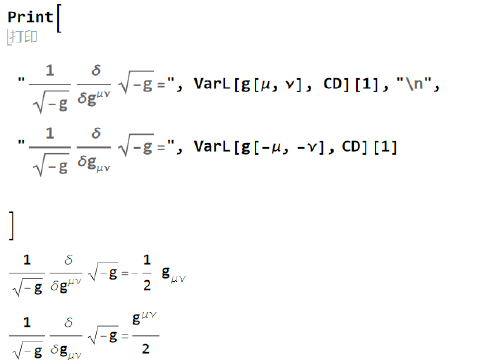 Print[
打印
" 1/√-g δ/δg^μν √-g =", VarL[g[μ, ν], CD][1], "\n",
" 1/√-g δ/δg_μν √-g =", VarL[g[-μ, -ν], CD][1]
]
1/√-g δ/δg^μν √-g = - 1/2 g_μν
1/√-g δ/δg_μν √-g = g^μν/2